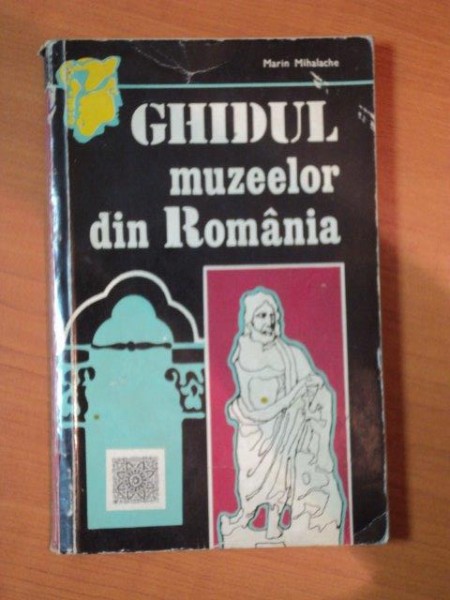 Marin Mihalache
GHIDUL
muzeelor
din România